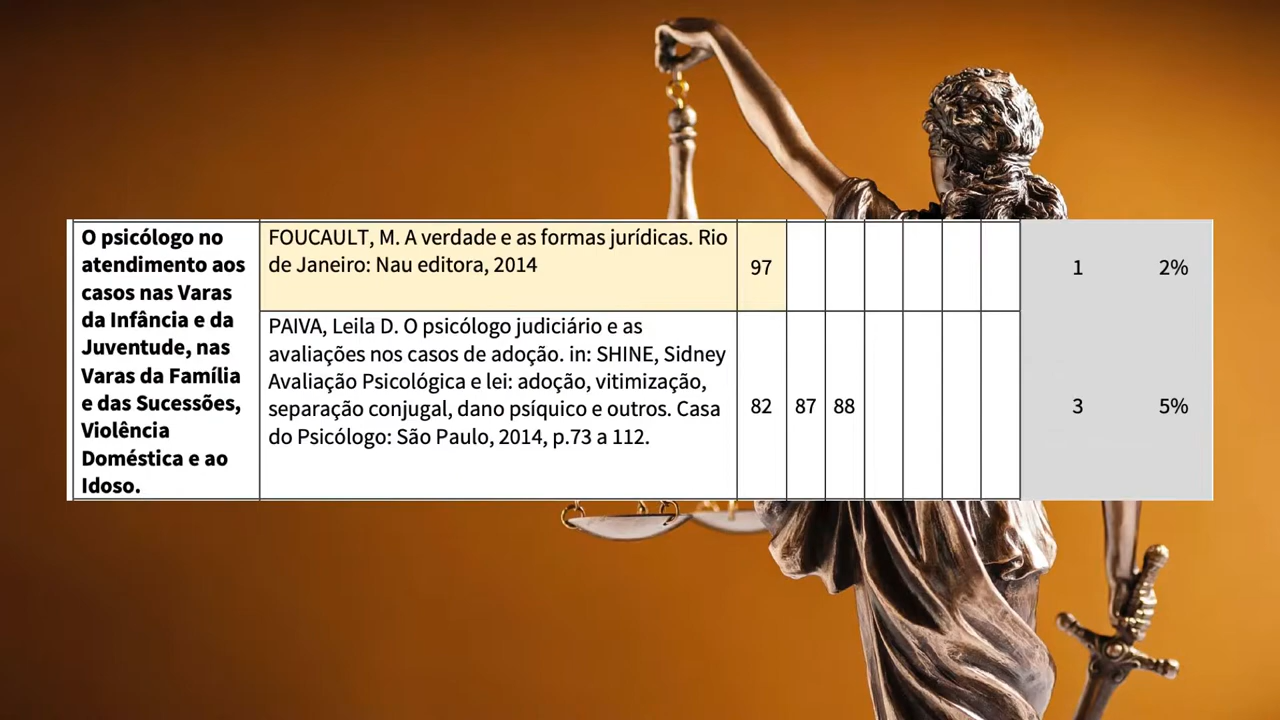 O psicólogo no
atendimento aos
casos nas Varas
da Infância e da
Juventude, nas
Varas da Família
e das Sucessões,
Violência
Doméstica e ao
Idoso.
FOUCAULT, M. A verdade e as formas jurídicas. Rio
de Janeiro: Nau editora, 2014
97
1
2%
PAIVA, Leila D. O psicólogo judiciário e as
avaliações nos casos de adoção. in: SHINE, Sidney
Avaliação Psicológica e lei: adoção, vitimização,
separação conjugal, dano psíquico e outros. Casa
do Psicólogo: São Paulo, 2014, p.73 a 112.
82
87
88
3
5%